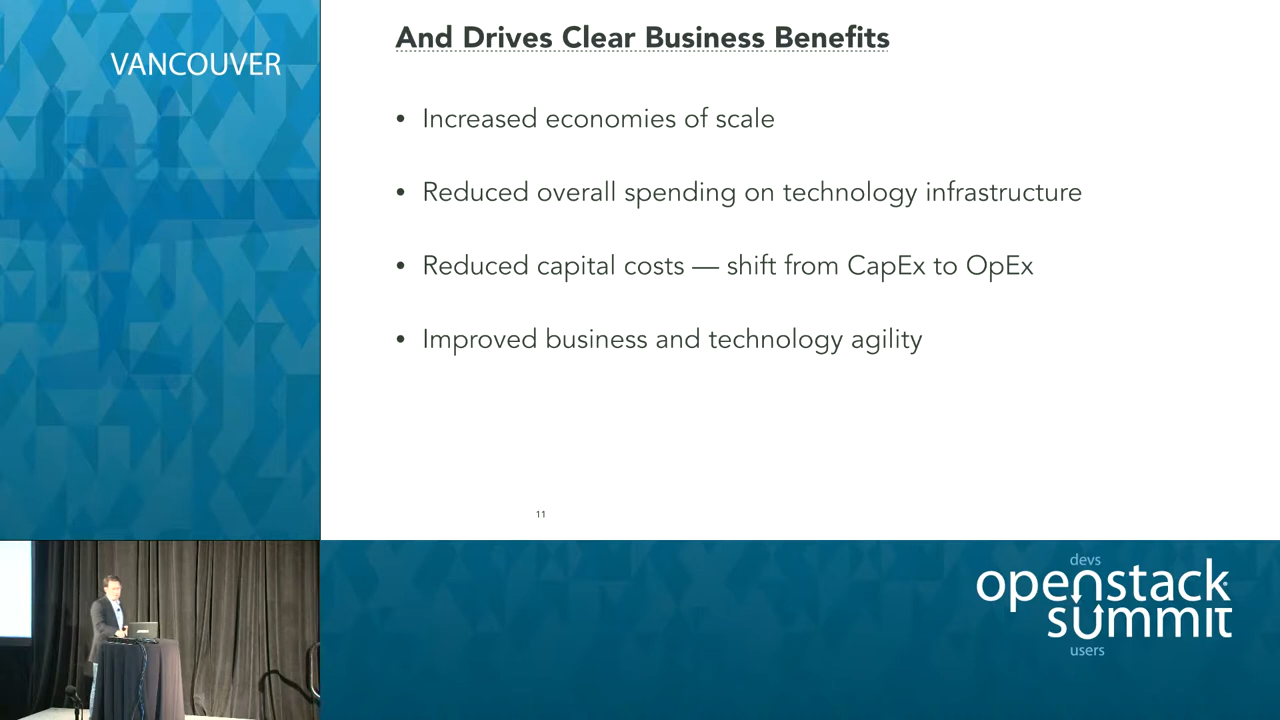 VANCOUVER
And Drives Clear Business Benefits
• Increased economies of scale
• Reduced overall spending on technology infrastructure
• Reduced capital costs — shift from CapEx to OpEx
• Improved business and technology agility
11
devs
openstack
summit
users